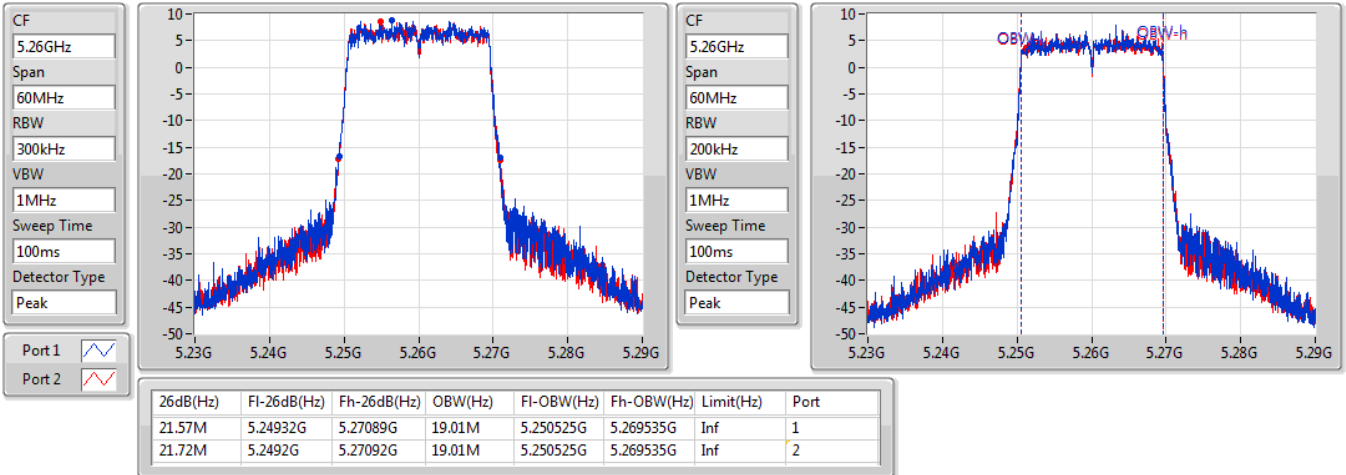 CF
5.26GHz
Span
60MHz
RBW
300kHz
VBW
1MHz
Sweep Time
100ms
Detector Type
Peak
10
5
0
-5
-10
-15
-20
-25
-30
-35
-40
-45
-50
5.23G 5.24G 5.25G 5.26G 5.27G 5.28G 5.29G
CF
5.26GHz
Span
60MHz
RBW
200kHz
VBW
1MHz
Sweep Time
100ms
Detector Type
Peak
10
5
0
-5
-10
-15
-20
-25
-30
-35
-40
-45
-50
OBW-h
5.23G 5.24G 5.25G 5.26G 5.27G 5.28G 5.29G
Port 1
Port 2
26dB(Hz) Fl-26dB(Hz) Fh-26dB(Hz) OBW(Hz) Fl-OBW(Hz) Fh-OBW(Hz) Limit(Hz) Port
21.57M 5.24932G 5.27089G 19.01M 5.250525G 5.269535G Inf 1
21.72M 5.2492G 5.27092G 19.01M 5.250525G 5.269535G Inf 2